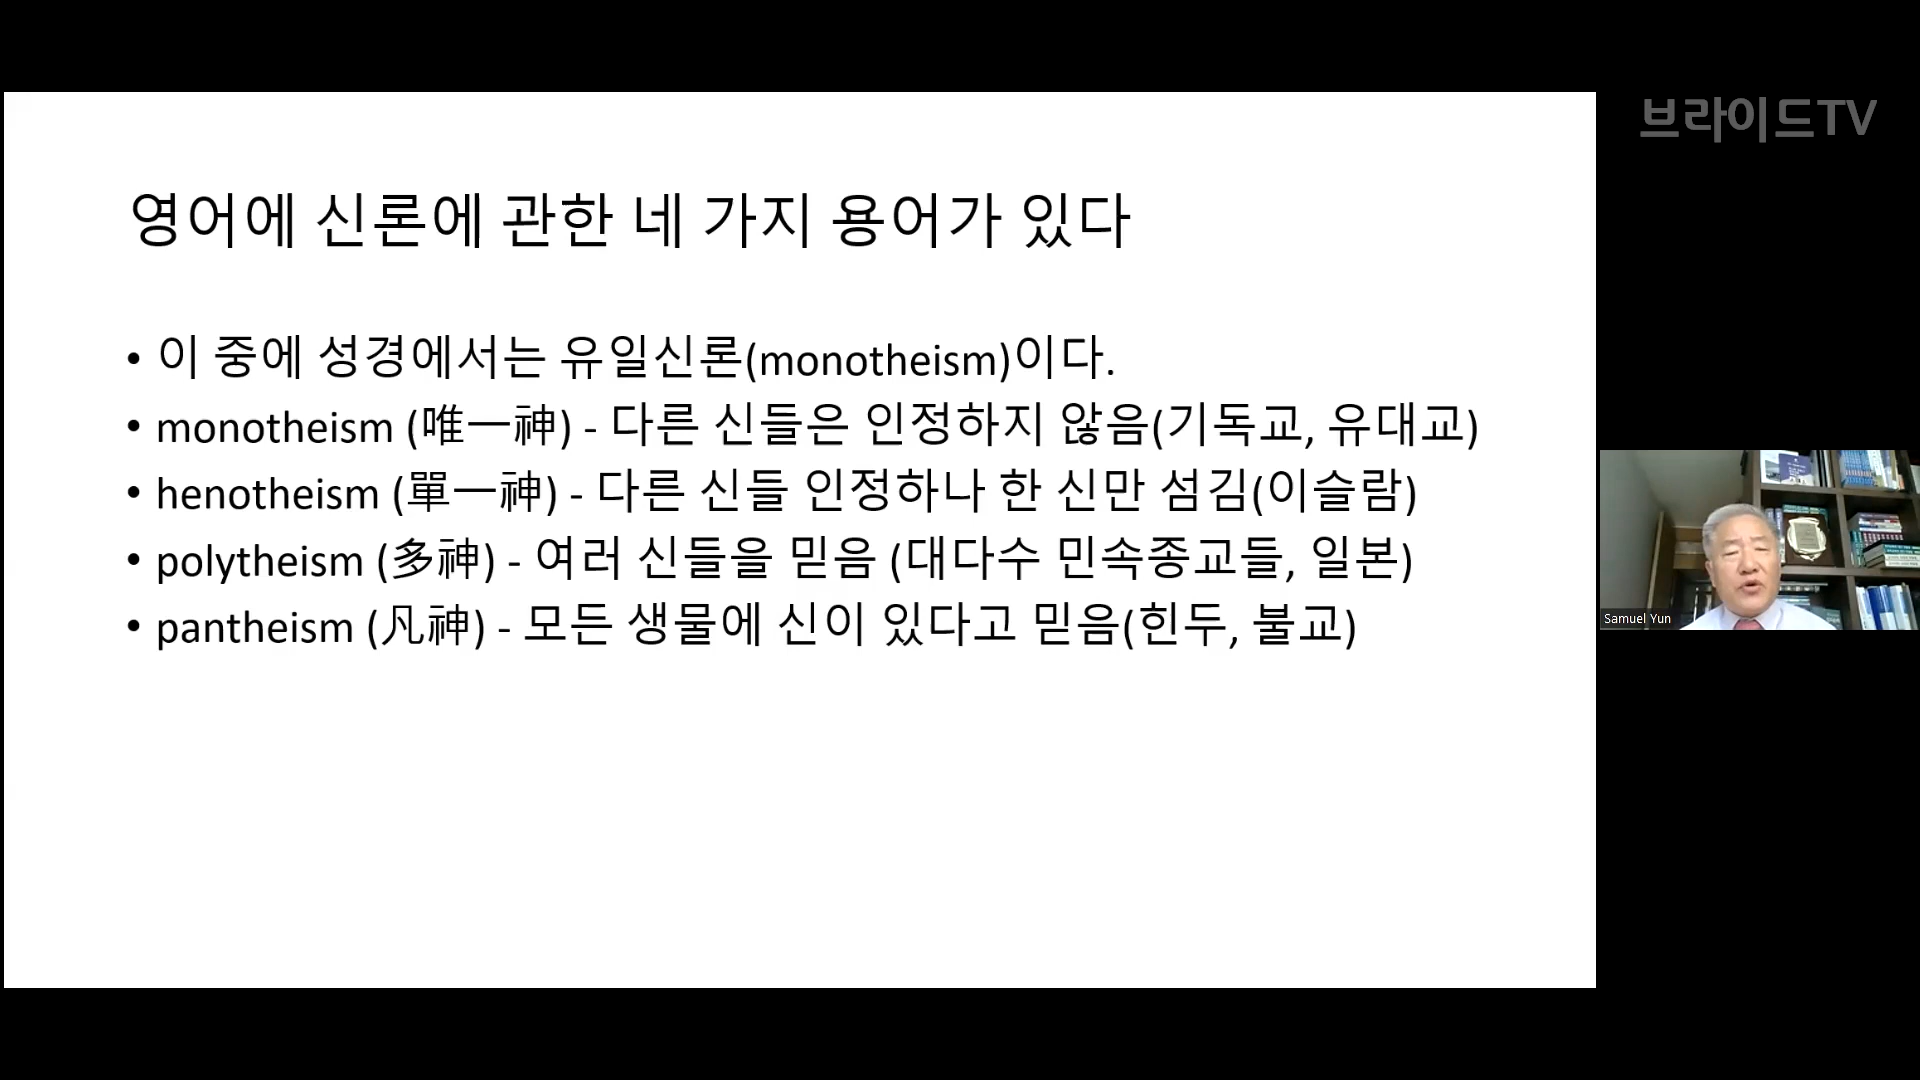 브라이드TV
영어에 신론에 관한 네 가지 용어가 있다
• 이 중에 성경에서는 유일신론(monotheism)이다.
• monotheism (唯一神) - 다른 신들은 인정하지 않음(기독교, 유대교)
• henotheism (單一神) - 다른 신들 인정하나 한 신만 섬김(이슬람)
• polytheism (多神) - 여러 신들을 믿음 (대다수 민속종교들, 일본)
• pantheism (凡神) - 모든 생물에 신이 있다고 믿음(힌두, 불교)
Samuel Yun